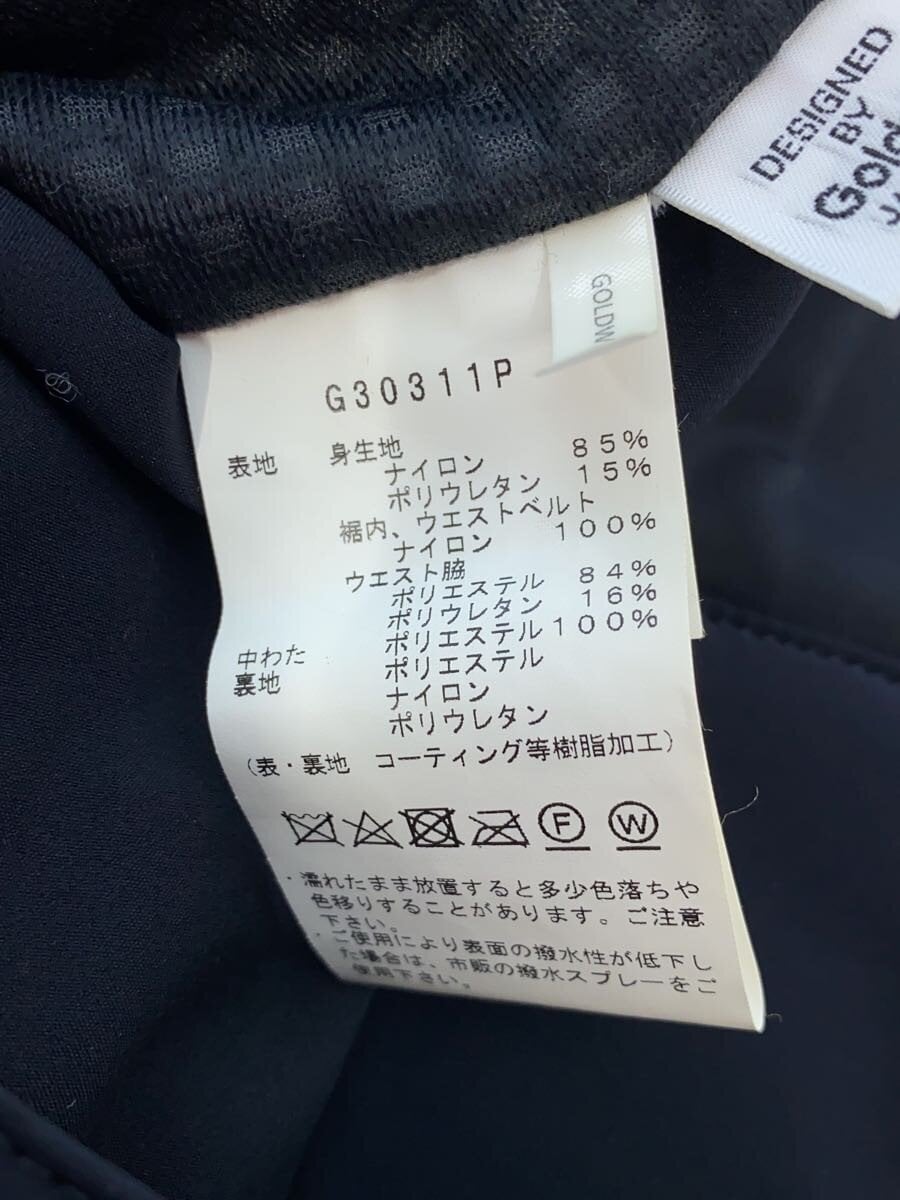 DESIGNED
BY
Gold
JA
GOLDW
G30311P
表地 身生地
ナイロン 85%
ポリウレタン 15%
裾内、ウエストベルト
ナイロン 100%
ウエスト脇
ポリエステル 84%
ポリウレタン 16%
中わた ポリエステル 100%
裏地 ポリエステル
ナイロン
ポリウレタン
(表・裏地 コーティング等樹脂加工)
F W
・濡れたまま放置すると多少色落ちや
色移りすることがあります。ご注意
下さい。
・ご使用により表面の撥水性が低下し
た場合は、市販の撥水スプレーをご
使用下さい。